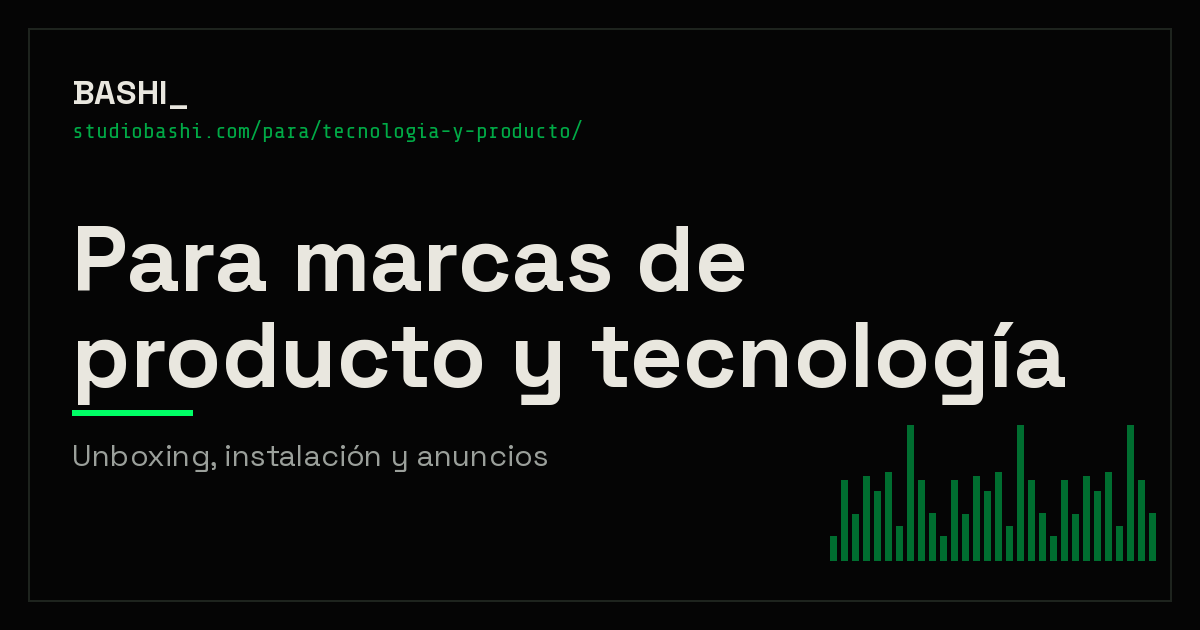 BASHI_
studiobashi.com/para/tecnologia-y-producto/
Para marcas de
producto y tecnología
Unboxing, instalación y anuncios